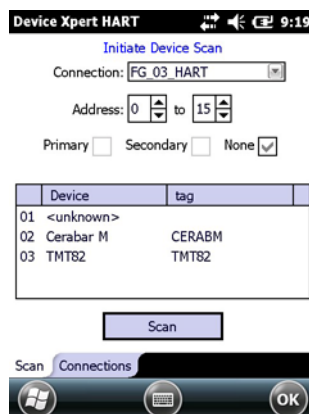 Device Xpert HART 9:19
Initiate Device Scan
Connection: FG_03_HART
Address: 0 to 15
Primary Secondary None
Device tag
01 <unknown>
02 Cerabar M CERABM
03 TMT82 TMT82
Scan
Scan Connections
OK